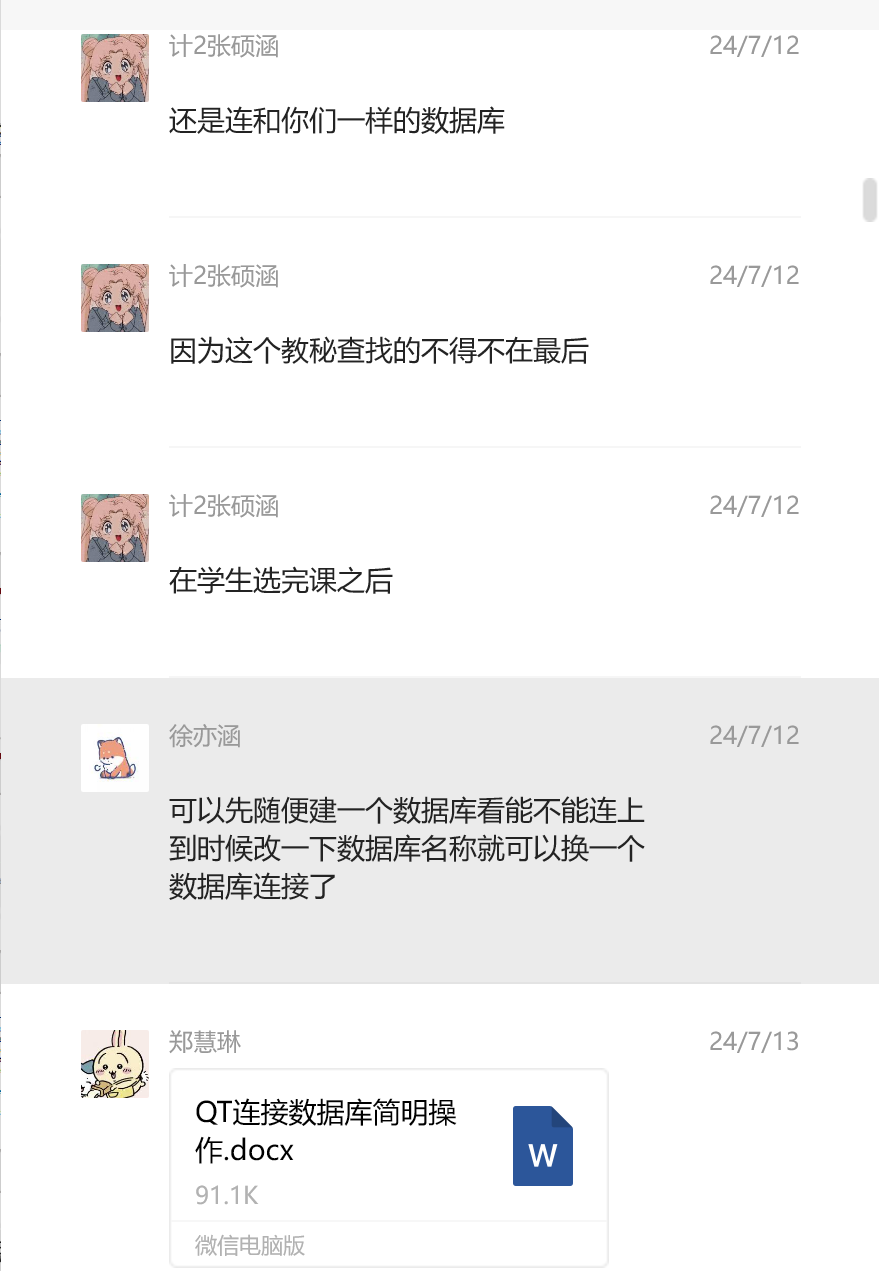 计2张硕涵
24/7/12
还是连和你们一样的数据库
计2张硕涵
24/7/12
因为这个教秘查找的不得不在最后
计2张硕涵
24/7/12
在学生选完课之后
徐亦涵
24/7/12
可以先随便建一个数据库看能不能连上
到时候改一下数据库名称就可以换一个
数据库连接了
郑慧琳
24/7/13
QT连接数据库简明操
作.docx
W
91.1K
微信电脑版